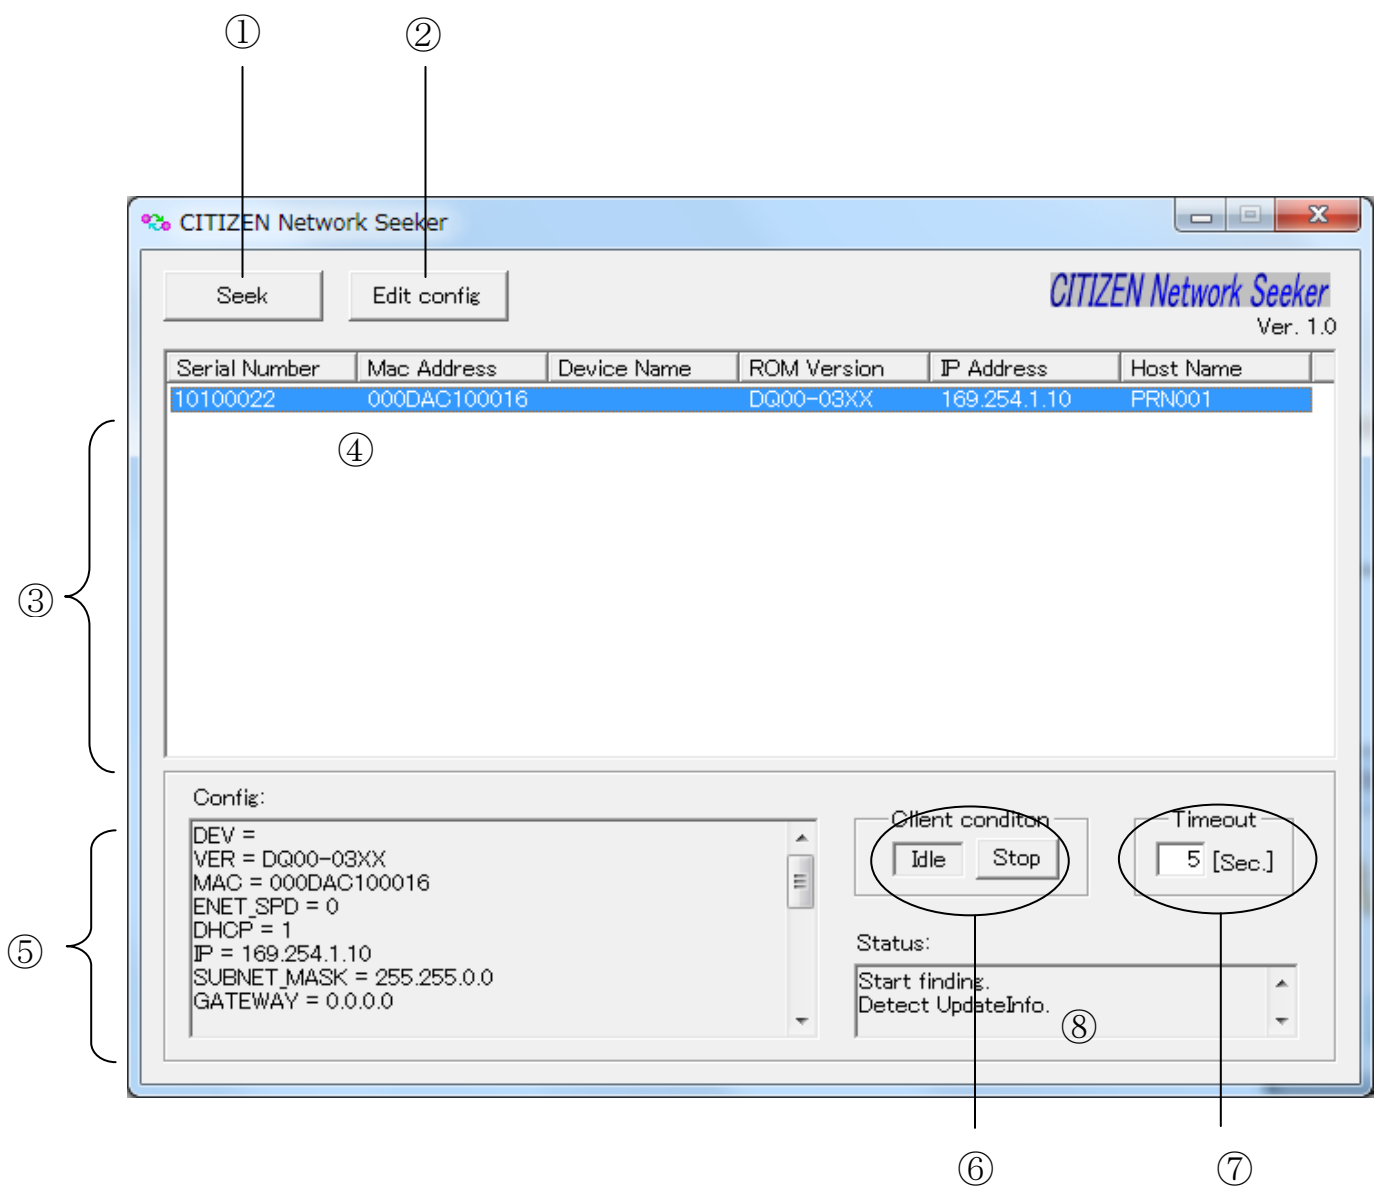 ① ②
CITIZEN Network Seeker
Seek Edit config CITIZEN Network Seeker
Ver. 1.0
Serial Number Mac Address Device Name ROM Version IP Address Host Name
10100022 000DAC100016 DQ00-03XX 169.254.1.10 PRN001
④
③
Config:
DEV =
VER = DQ00-03XX
MAC = 000DAC100016
ENET_SPD = 0
DHCP = 1
IP = 169.254.1.10
SUBNET_MASK = 255.255.0.0
GATEWAY = 0.0.0.0
⑤
Client conditon Timeout
Idle Stop 5 [Sec.]
Status:
Start finding.
Detect UpdateInfo.
⑧
⑥ ⑦